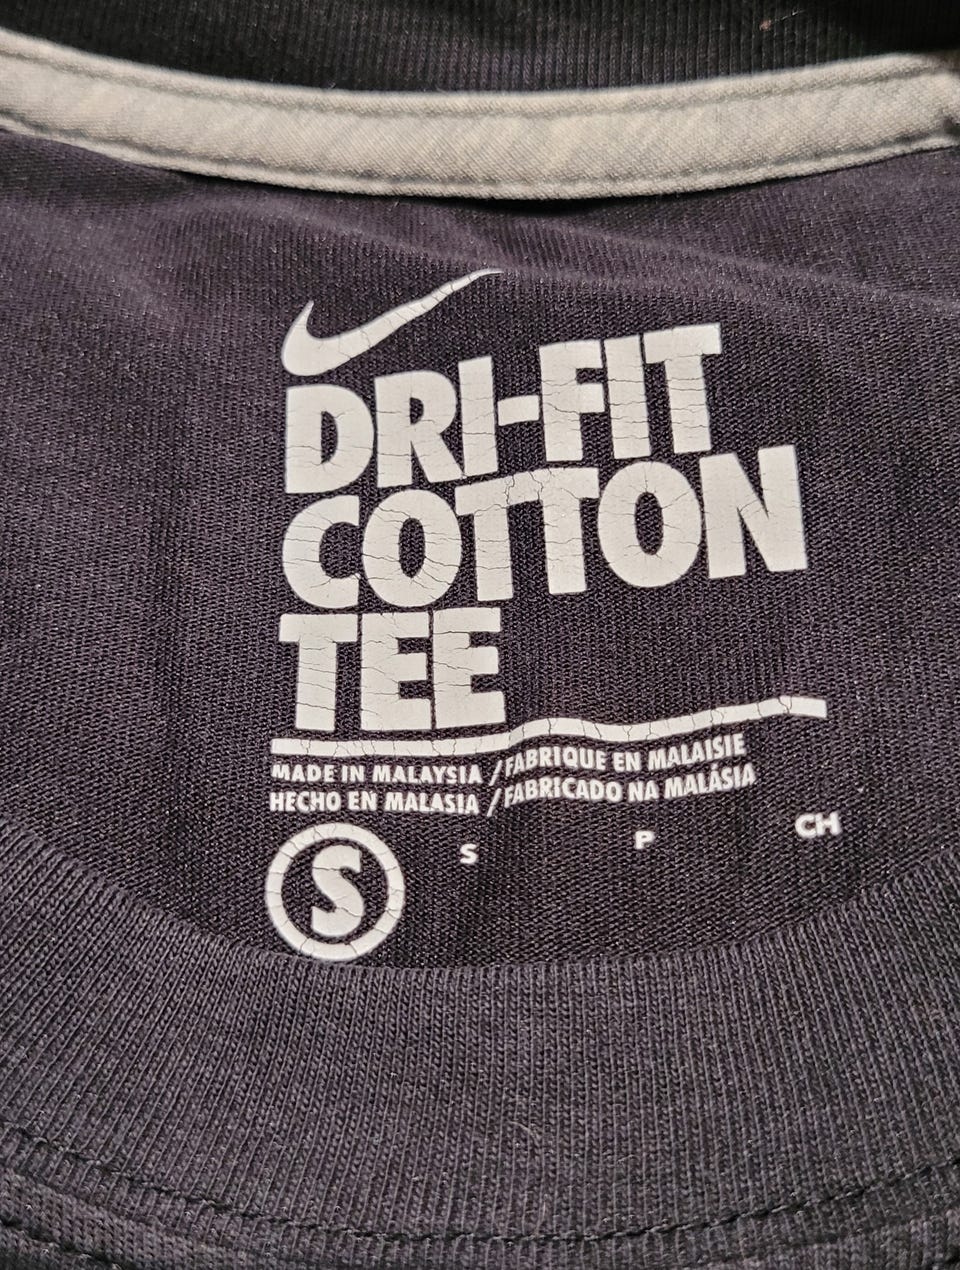 DRI-FIT
COTTON
TEE
MADE IN MALAYSIA / FABRIQUE EN MALAISIE
HECHO EN MALASIA / FABRICADO NA MALÁSIA
S S P CH